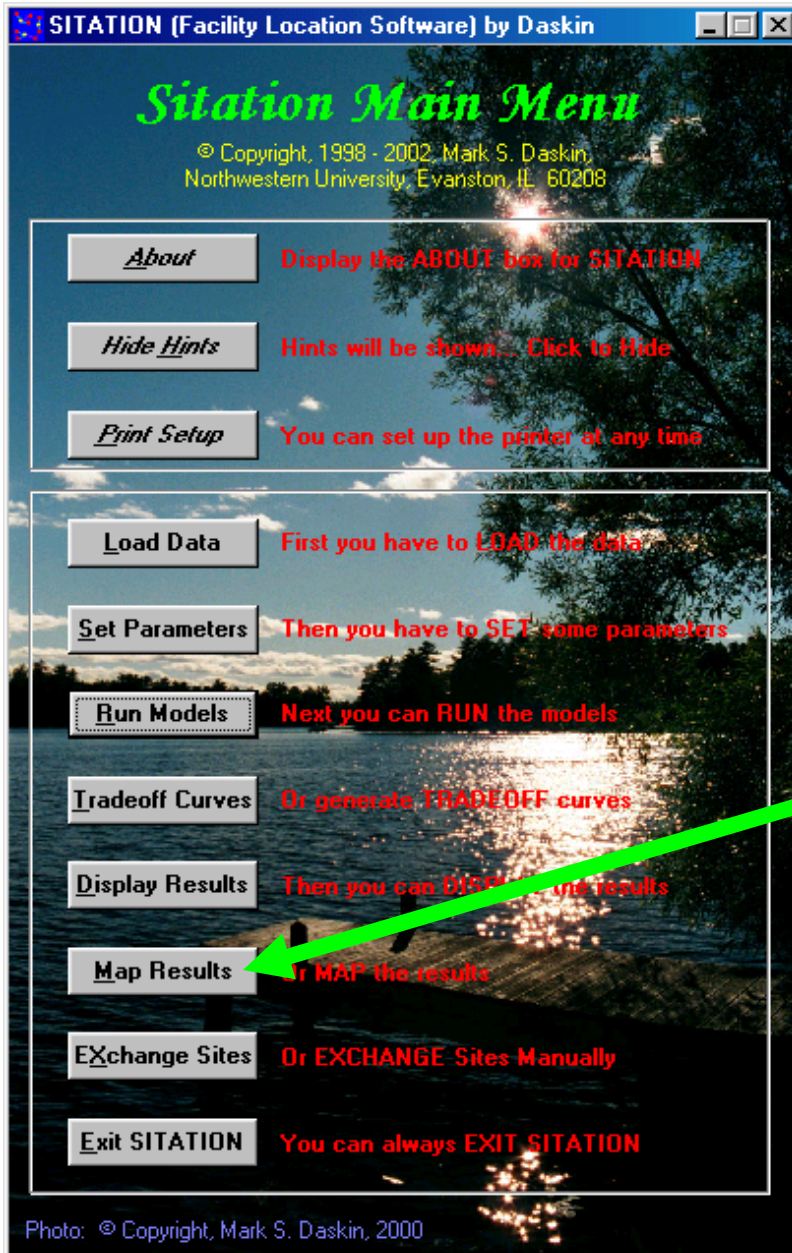 SITATION (Facility Location Software) by Daskin
Sitation Main Menu
© Copyright, 1998 - 2002, Mark S. Daskin,
Northwestern University, Evanston, IL 60208
About Display the ABOUT box for SITATION
Hide Hints Hints will be shown... Click to Hide
Print Setup You can set up the printer at any time
Load Data First you have to LOAD the data
Set Parameters Then you have to SET some parameters
Run Models Next you can RUN the models
Tradeoff Curves Or generate TRADEOFF curves
Display Results Then you can DISPLAY the results
Map Results Or MAP the results
EXchange Sites Or EXCHANGE Sites Manually
Exit SITATION You can always EXIT SITATION
Photo: © Copyright, Mark S. Daskin, 2000